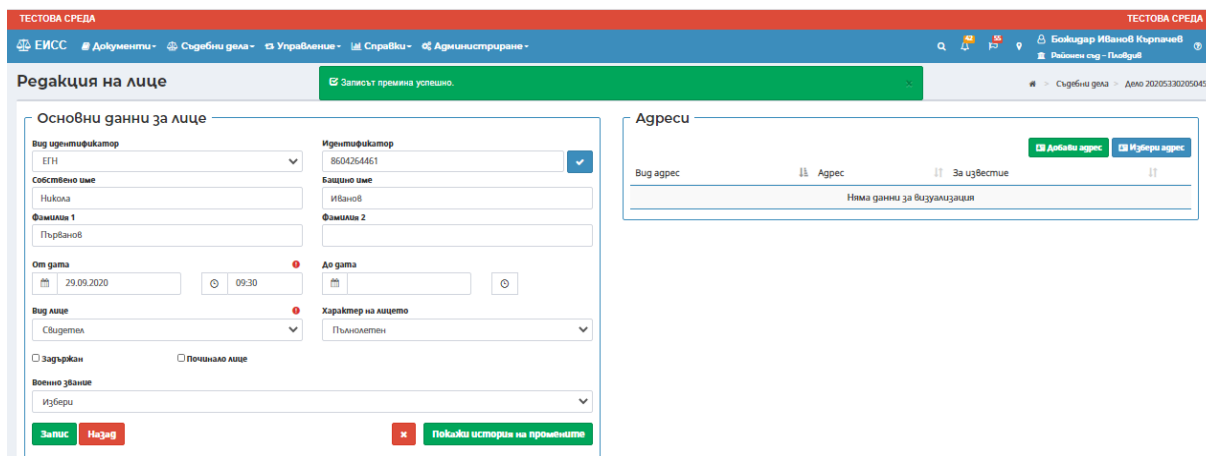 ТЕСТОВА СРЕДА ТЕСТОВА СРЕДА
ЕИСС Документи Съдебни дела Управление Справки Администриране 42 55 Божидар Иванов Кърпачев
Районен съд – Пловдив
Редакция на лице
Записът премина успешно. x
> Съдебни дела > Дело 20205330205045
Основни данни за лице
Вид идентификатор Идентификатор
ЕГН 8604264461
Собствено име Бащино име
Никола Иванов
Фамилия 1 Фамилия 2
Първанов
От дата До дата
29.09.2020 09:30
Вид лице Характер на лицето
Свидетел Пълнолетен
Задържан Починало лице
Военно звание
Избери
Запис Назад Покажи история на промените
Адреси
Добави адрес Избери адрес
Вид адрес Адрес За известие
Няма данни за визуализация